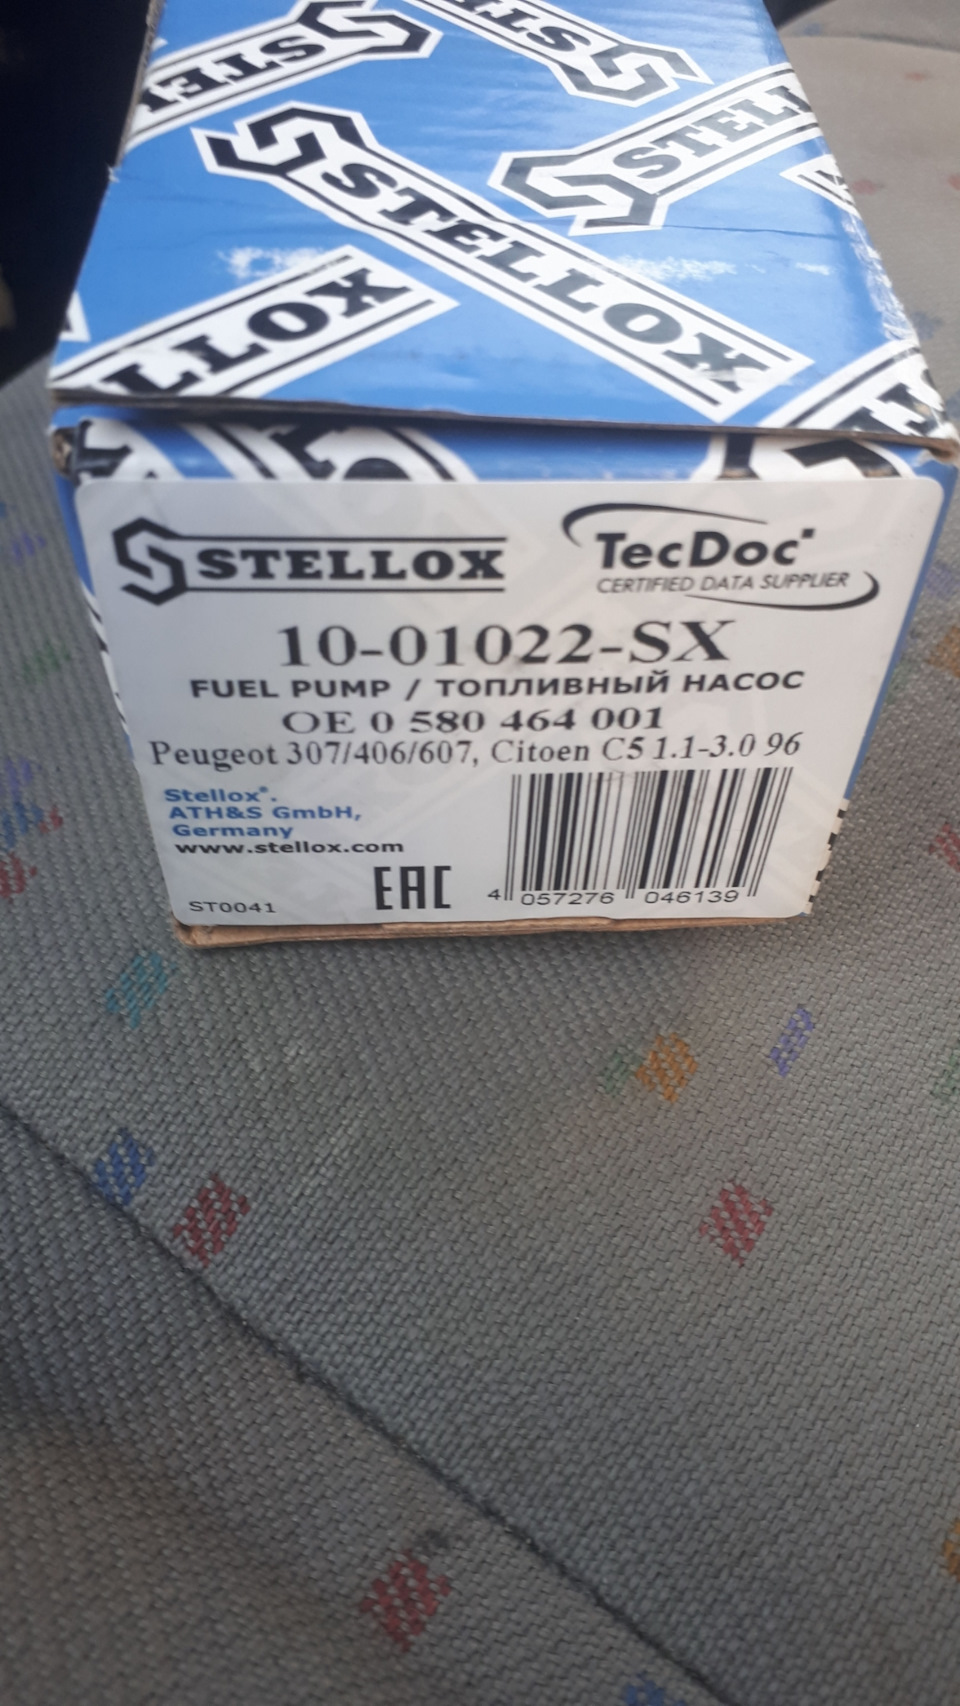 STELLOX
STELLOX
STELL
STELLOX
LLOX
STELLOX TecDoc
CERTIFIED DATA SUPPLIER
10-01022-SX
FUEL PUMP / ТОПЛИВНЫЙ НАСОС
OE 0 580 464 001
Peugeot 307/406/607, Citoen C5 1.1-3.0 96
Stellox®.
ATH&S GmbH,
Germany
www.stellox.com
EAC
ST0041
4 057276 046139